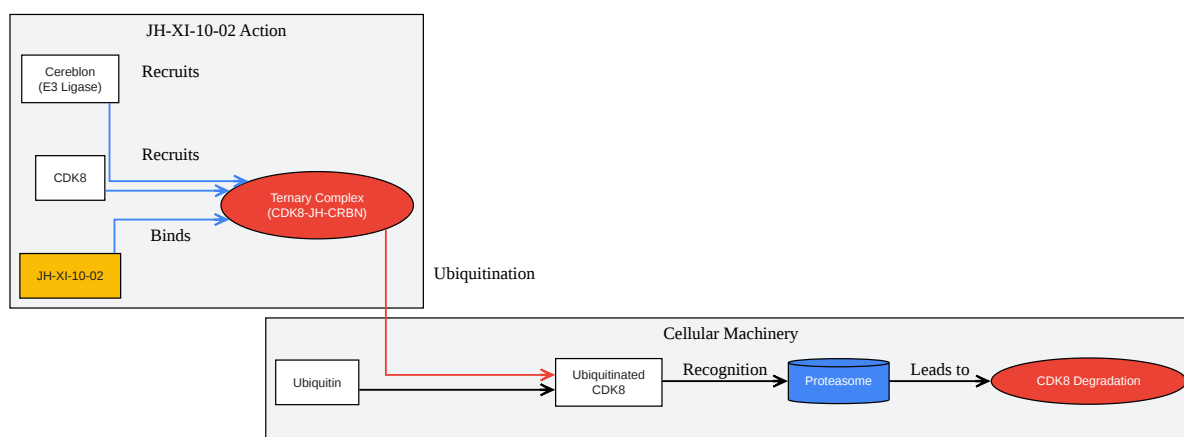 JH-XI-10-02 Action
Cereblon
(E3 Ligase)
Recruits
Recruits
CDK8
Ternary Complex
(CDK8-JH-CRBN)
Binds
JH-XI-10-02
Ubiquitination
Cellular Machinery
Ubiquitin
Ubiquitinated
CDK8
Recognition
Proteasome
Leads to
CDK8 Degradation